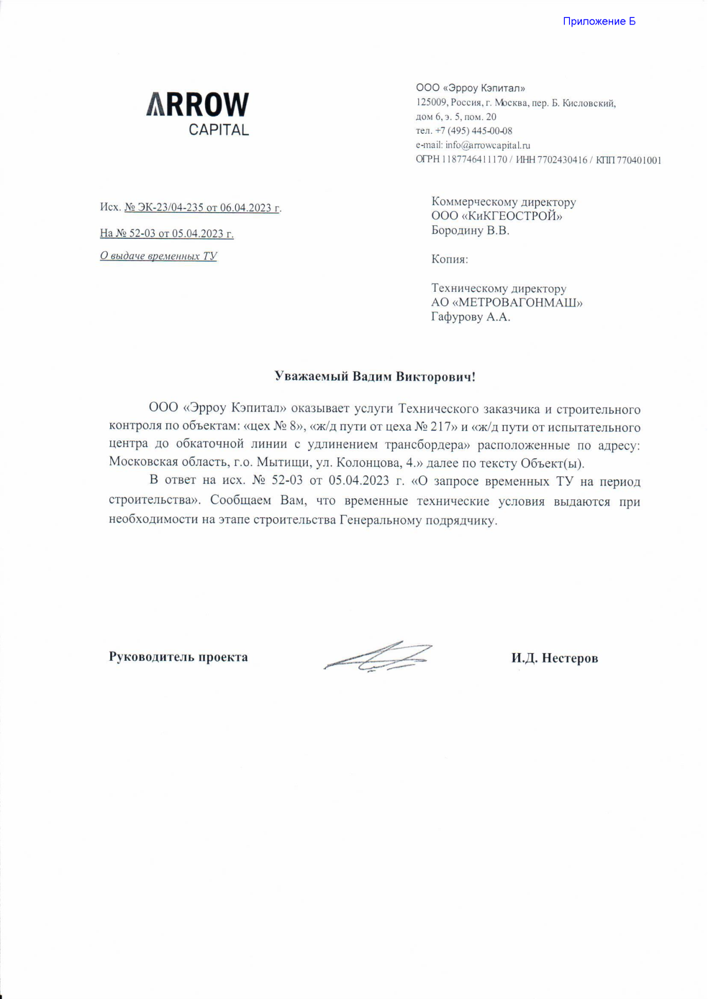 Приложение Б
ARROW
CAPITAL
ООО «Эрроу Кэпитал»
125009, Россия, г. Москва, пер. Б. Кисловский,
дом 6, э. 5, пом. 20
тел. +7 (495) 445-00-08
e-mail: info@arrowcapital.ru
ОГРН 1187746411170 / ИНН 7702430416 / КПП 770401001
Исх. № ЭК-23/04-235 от 06.04.2023 г.
На № 52-03 от 05.04.2023 г.
О выдаче временных ТУ
Коммерческому директору
ООО «КиКГЕОСТРОЙ»
Бородину В.В.
Копия:
Техническому директору
АО «МЕТРОВАГОНМАШ»
Гафурову А.А.
Уважаемый Вадим Викторович!
ООО «Эрроу Кэпитал» оказывает услуги Технического заказчика и строительного
контроля по объектам: «цех № 8», «ж/д пути от цеха № 217» и «ж/д пути от испытательного
центра до обкаточной линии с удлинением трансбордера» расположенные по адресу:
Московская область, г.о. Мытищи, ул. Колонцова, 4.» далее по тексту Объект(ы).
В ответ на исх. № 52-03 от 05.04.2023 г. «О запросе временных ТУ на период
строительства». Сообщаем Вам, что временные технические условия выдаются при
необходимости на этапе строительства Генеральному подрядчику.
Руководитель проекта
И.Д. Нестеров